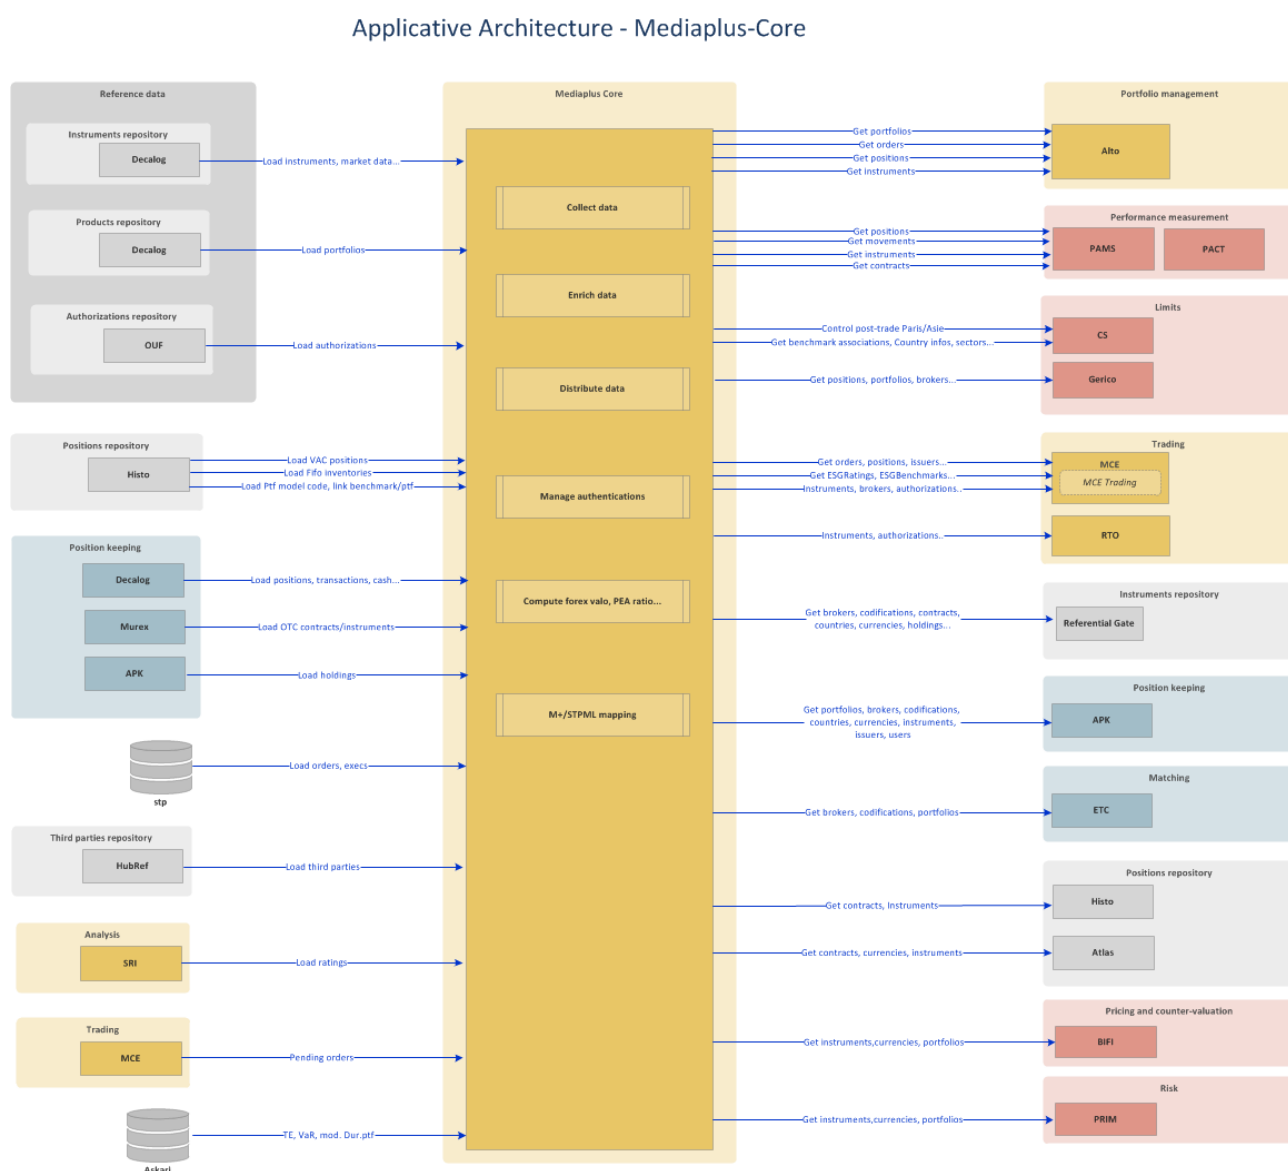 Applicative Architecture - Mediaplus-Core
Reference data
Instruments repository
Decalog
Load instruments, market data...
Products repository
Decalog
Load portfolios
Authorizations repository
OUF
Load authorizations
Positions repository
Histo
Load VAC positions
Load Fifo inventories
Load Ptf model code, link benchmark/ptf
Position keeping
Decalog
Load positions, transactions, cash...
Murex
Load OTC contracts/instruments
APK
Load holdings
stp
Load orders, execs
Third parties repository
HubRef
Load third parties
Analysis
SRI
Load ratings
Trading
MCE
Pending orders
Askari
TE, VaR, mod. Dur.ptf
Mediaplus Core
Collect data
Enrich data
Distribute data
Manage authentications
Compute forex valo, PEA ratio...
M+/STPML mapping
Portfolio management
Get portfolios
Get orders
Get positions
Get instruments
Alto
Performance measurement
Get positions
Get movements
Get instruments
Get contracts
PAMS
PACT
Limits
Control post-trade Paris/Asie
Get benchmark associations, Country infos, sectors...
CS
Get positions, portfolios, brokers...
Gerico
Trading
Get orders, positions, issuers...
Get ESGRatings, ESGBenchmarks...
Instruments, brokers, authorizations..
MCE
MCE Trading
Instruments, authorizations..
RTO
Instruments repository
Get brokers, codifications, contracts,
countries, currencies, holdings...
Referential Gate
Position keeping
Get portfolios, brokers, codifications,
countries, currencies, instruments,
issuers, users
APK
Matching
Get brokers, codifications, portfolios
ETC
Positions repository
Get contracts, Instruments
Histo
Get contracts, currencies, instruments
Atlas
Pricing and counter-valuation
Get instruments,currencies, portfolios
BIFI
Risk
Get instruments,currencies, portfolios
PRIM